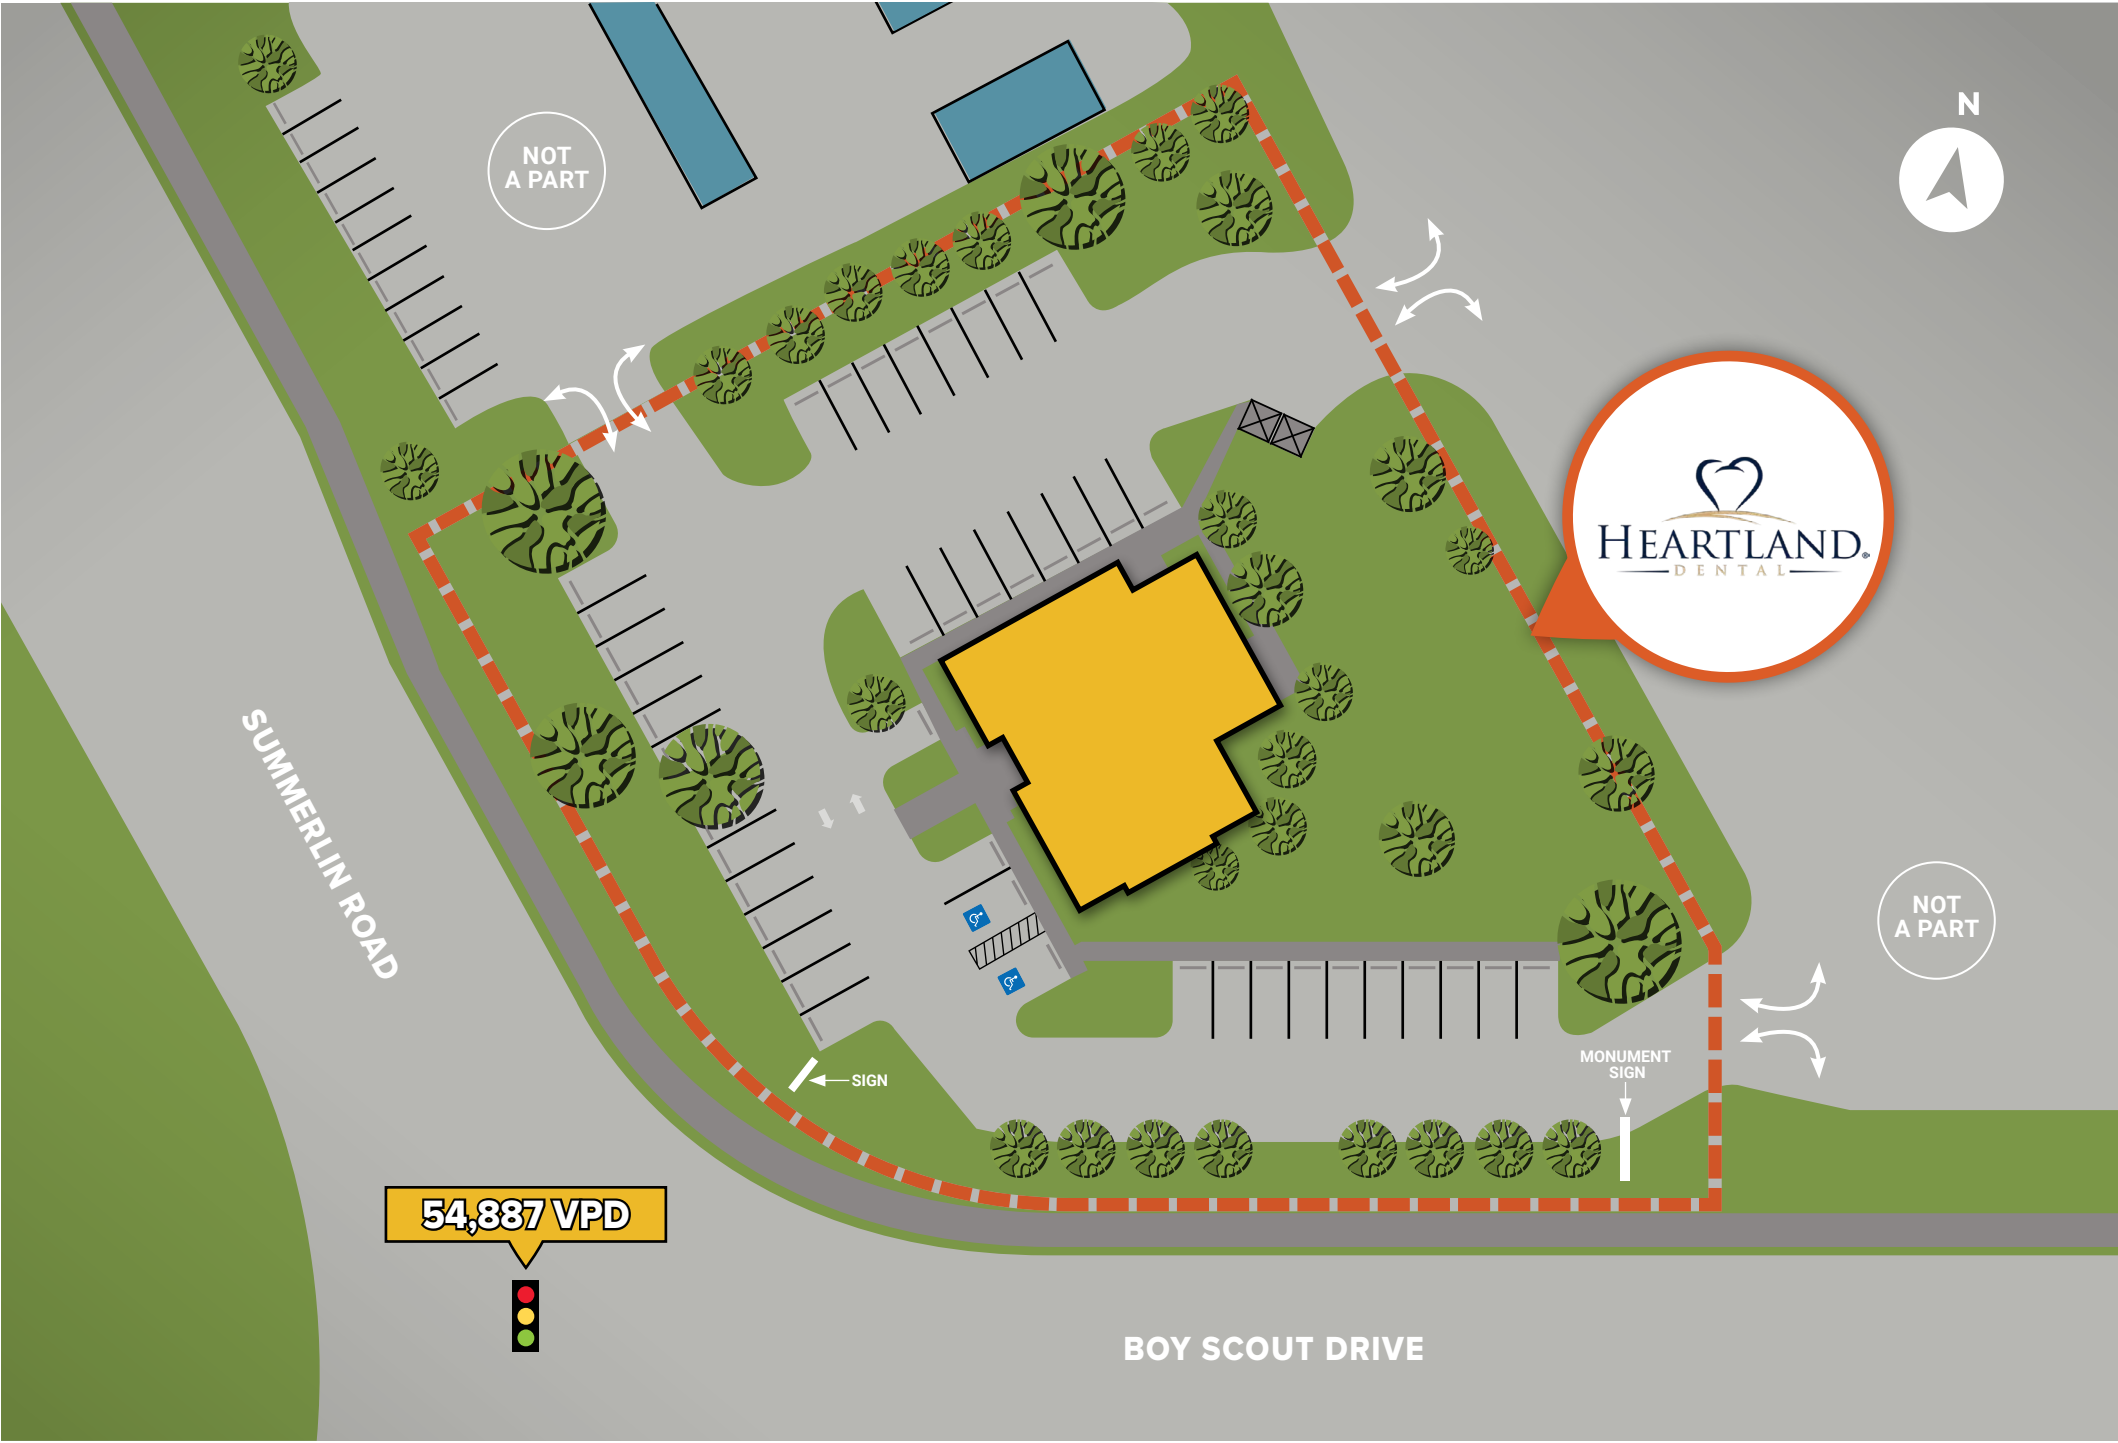 N
NOT
A PART
HEARTLAND®
DENTAL
SUMMERLIN ROAD
NOT
A PART
SIGN
MONUMENT
SIGN
54,887 VPD
BOY SCOUT DRIVE